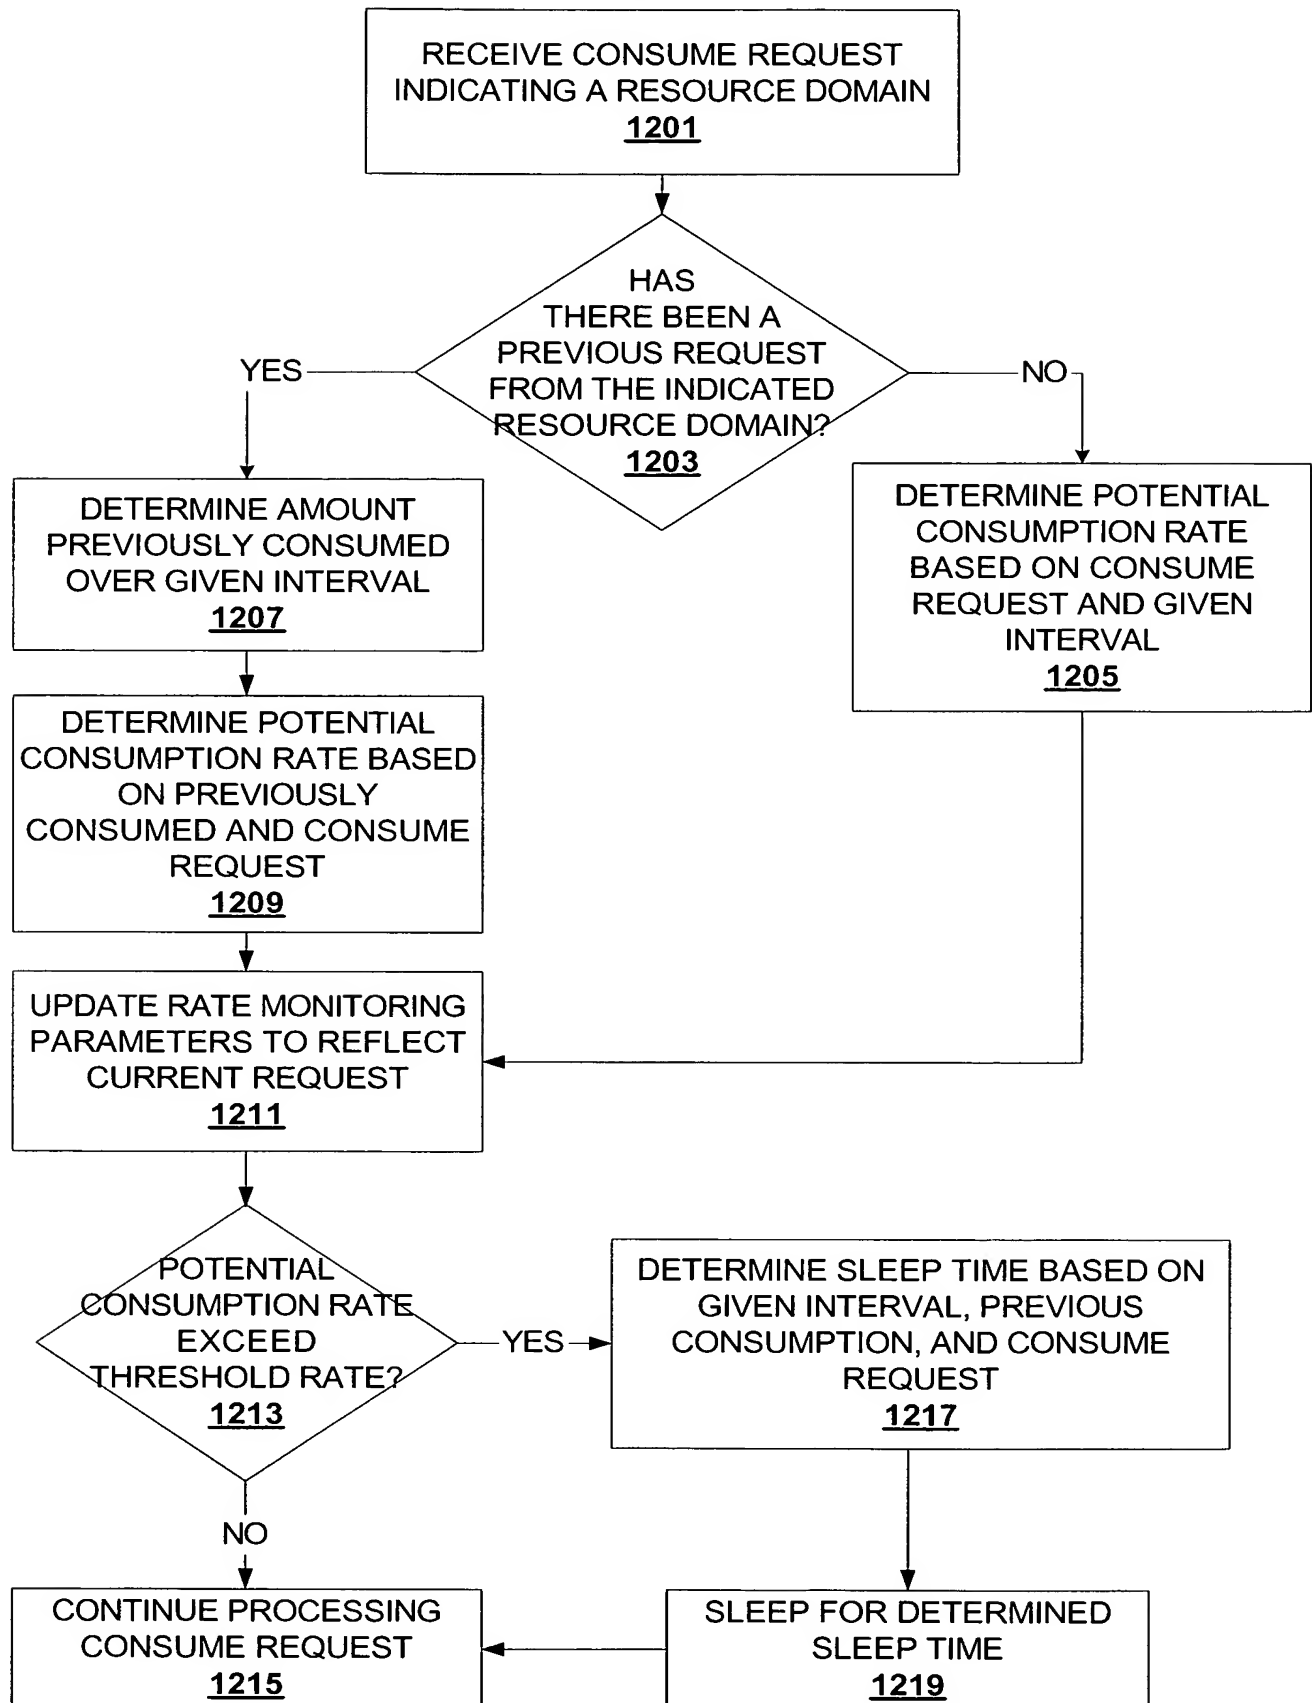 RECEIVE CONSUME REQUEST
INDICATING A RESOURCE DOMAIN
1201
HAS
THERE BEEN A
PREVIOUS REQUEST
FROM THE INDICATED
RESOURCE DOMAIN?
1203
YES
NO
DETERMINE AMOUNT
PREVIOUSLY CONSUMED
OVER GIVEN INTERVAL
1207
DETERMINE POTENTIAL
CONSUMPTION RATE
BASED ON CONSUME
REQUEST AND GIVEN
INTERVAL
1205
DETERMINE POTENTIAL
CONSUMPTION RATE BASED
ON PREVIOUSLY
CONSUMED AND CONSUME
REQUEST
1209
UPDATE RATE MONITORING
PARAMETERS TO REFLECT
CURRENT REQUEST
1211
POTENTIAL
CONSUMPTION RATE
EXCEED
THRESHOLD RATE?
1213
YES
DETERMINE SLEEP TIME BASED ON
GIVEN INTERVAL, PREVIOUS
CONSUMPTION, AND CONSUME
REQUEST
1217
NO
CONTINUE PROCESSING
CONSUME REQUEST
1215
SLEEP FOR DETERMINED
SLEEP TIME
1219